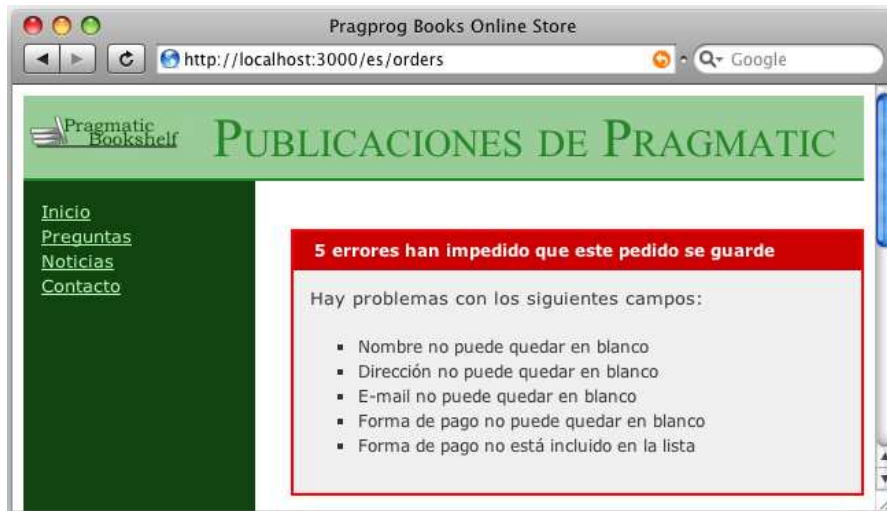 Pragprog Books Online Store
http://localhost:3000/es/orders
Google
Pragmatic
Bookshelf
PUBLICACIONES DE PRAGMATIC
Inicio
Preguntas
Noticias
Contacto
5 errores han impedido que este pedido se guarde
Hay problemas con los siguientes campos:
Nombre no puede quedar en blanco
Dirección no puede quedar en blanco
E-mail no puede quedar en blanco
Forma de pago no puede quedar en blanco
Forma de pago no está incluido en la lista